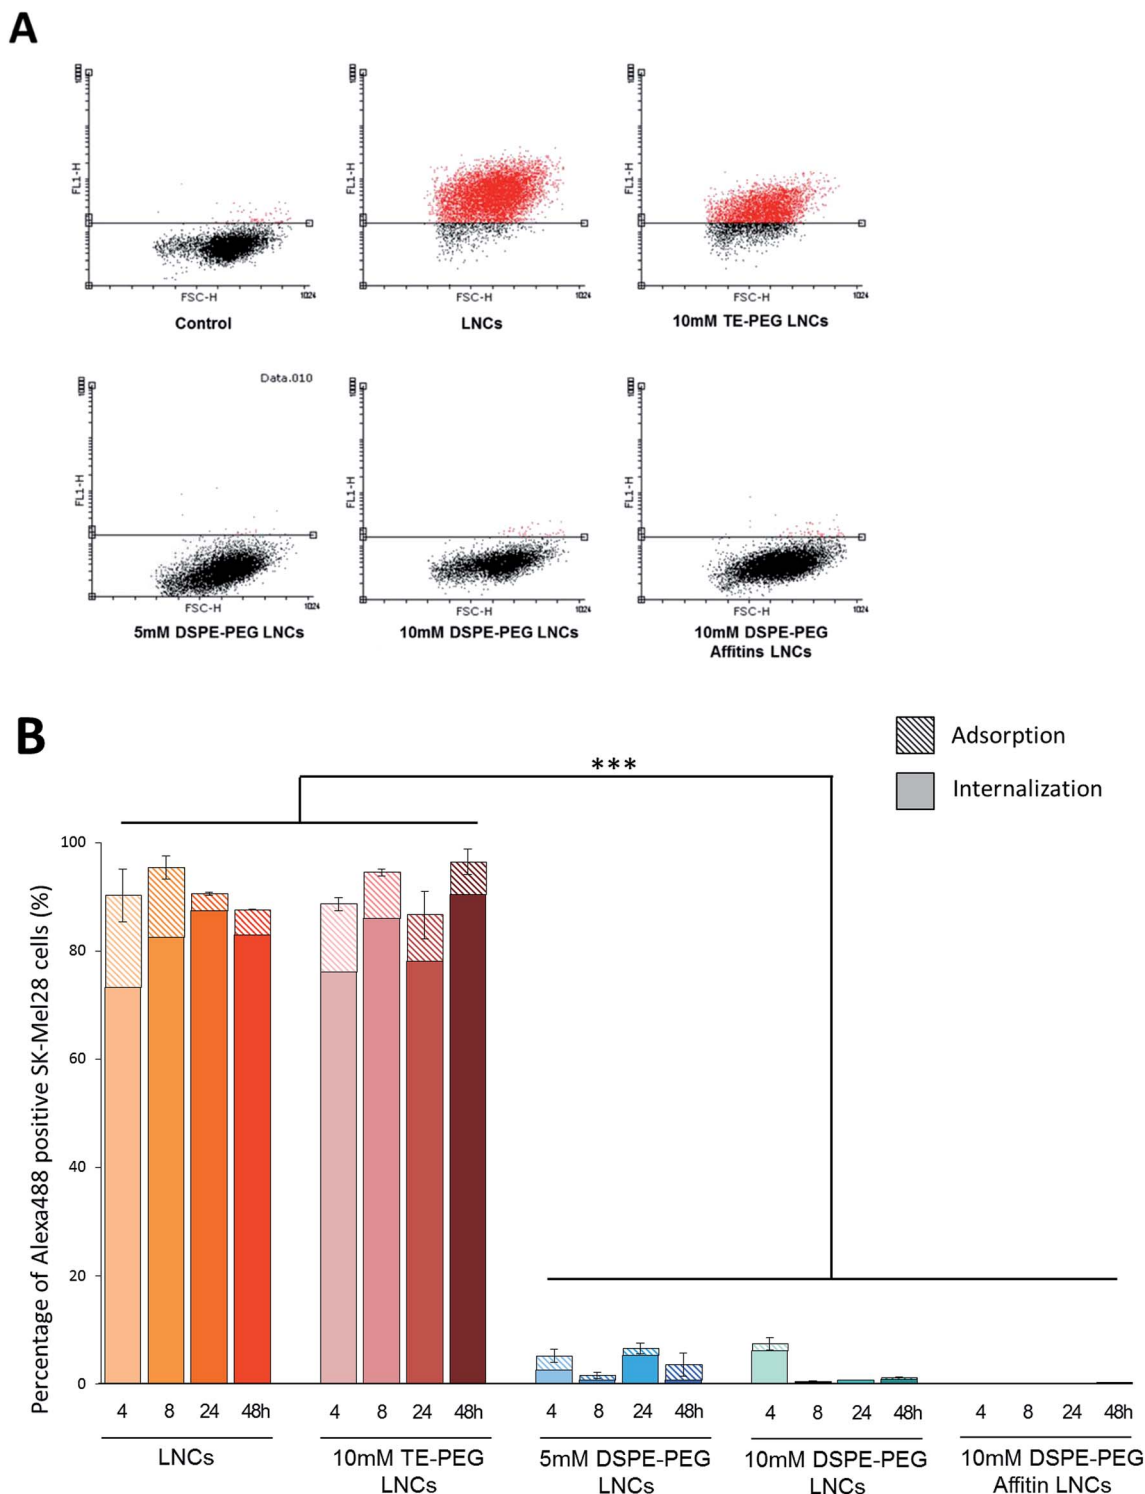 A
FL1-H
FSC-H
1024
Control
FL1-H
FSC-H
1024
LNCs
FL1-H
FSC-H
1024
10mM TE-PEG LNCs
Data.010
FL1-H
FSC-H
1024
5mM DSPE-PEG LNCs
FL1-H
FSC-H
1024
10mM DSPE-PEG LNCs
FL1-H
FSC-H
1024
10mM DSPE-PEG
Affitins LNCs
B
Adsorption
Internalization
***
Percentage of Alexa488 positive SK-Mel28 cells (%)
100
80
60
40
20
0
4 8 24 48h
LNCs
4 8 24 48h
10mM TE-PEG
LNCs
4 8 24 48h
5mM DSPE-PEG
LNCs
4 8 24 48h
10mM DSPE-PEG
LNCs
4 8 24 48h
10mM DSPE-PEG
Affitin LNCs